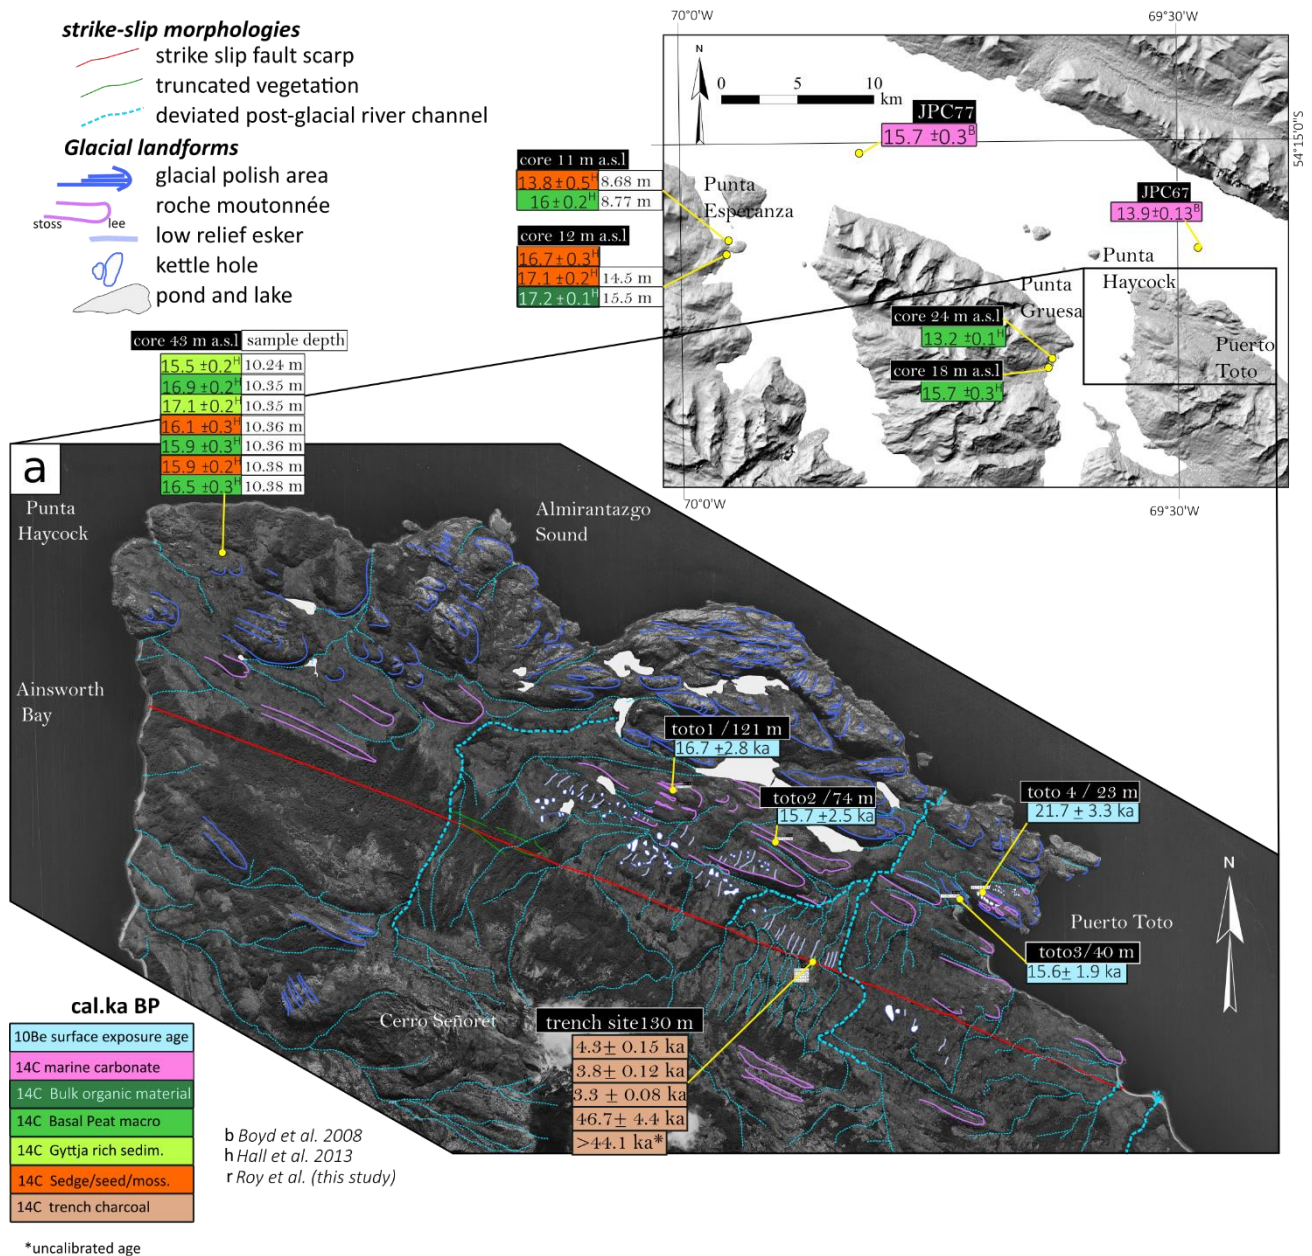 strike-slip morphologies
strike slip fault scarp
truncated vegetation
deviated post-glacial river channel
Glacial landforms
glacial polish area
roche moutonnée
stoss
lee
low relief esker
kettle hole
pond and lake
70°0'W
69°30'W
N
0 5 10
km
JPC77
15.7 ±0.3B
54°15'0"S
core 11 m a.s.l
13.8±0.5H 8.68 m
16±0.2H 8.77 m
Punta
Esperanza
JPC67
13.9±0.13B
core 12 m a.s.l
16.7±0.3H
17.1±0.2H 14.5 m
17.2±0.1H 15.5 m
Punta
Haycock
Punta
Gruesa
core 24 m a.s.l
13.2 ±0.1H
core 18 m a.s.l
15.7 ±0.3H
Puerto
Toto
70°0'W
69°30'W
core 43 m a.s.l sample depth
15.5 ±0.2H 10.24 m
16.9 ±0.2H 10.35 m
17.1 ±0.2H 10.35 m
16.1 ±0.3H 10.36 m
15.9 ±0.3H 10.36 m
15.9 ±0.2H 10.38 m
16.5 ±0.3H 10.38 m
a
Punta
Haycock
Almirantazgo
Sound
Ainsworth
Bay
toto1 /121 m
16.7 ±2.8 ka
toto2 /74 m
15.7 ±2.5 ka
toto 4 / 23 m
21.7 ± 3.3 ka
N
Puerto Toto
toto3/40 m
15.6± 1.9 ka
Cerro Señoret
trench site130 m
4.3± 0.15 ka
3.8± 0.12 ka
3.3 ± 0.08 ka
46.7± 4.4 ka
>44.1 ka*
cal.ka BP
10Be surface exposure age
14C marine carbonate
14C Bulk organic material
14C Basal Peat macro
14C Gyttja rich sedim.
14C Sedge/seed/moss.
14C trench charcoal
*uncalibrated age
b Boyd et al. 2008
h Hall et al. 2013
r Roy et al. (this study)